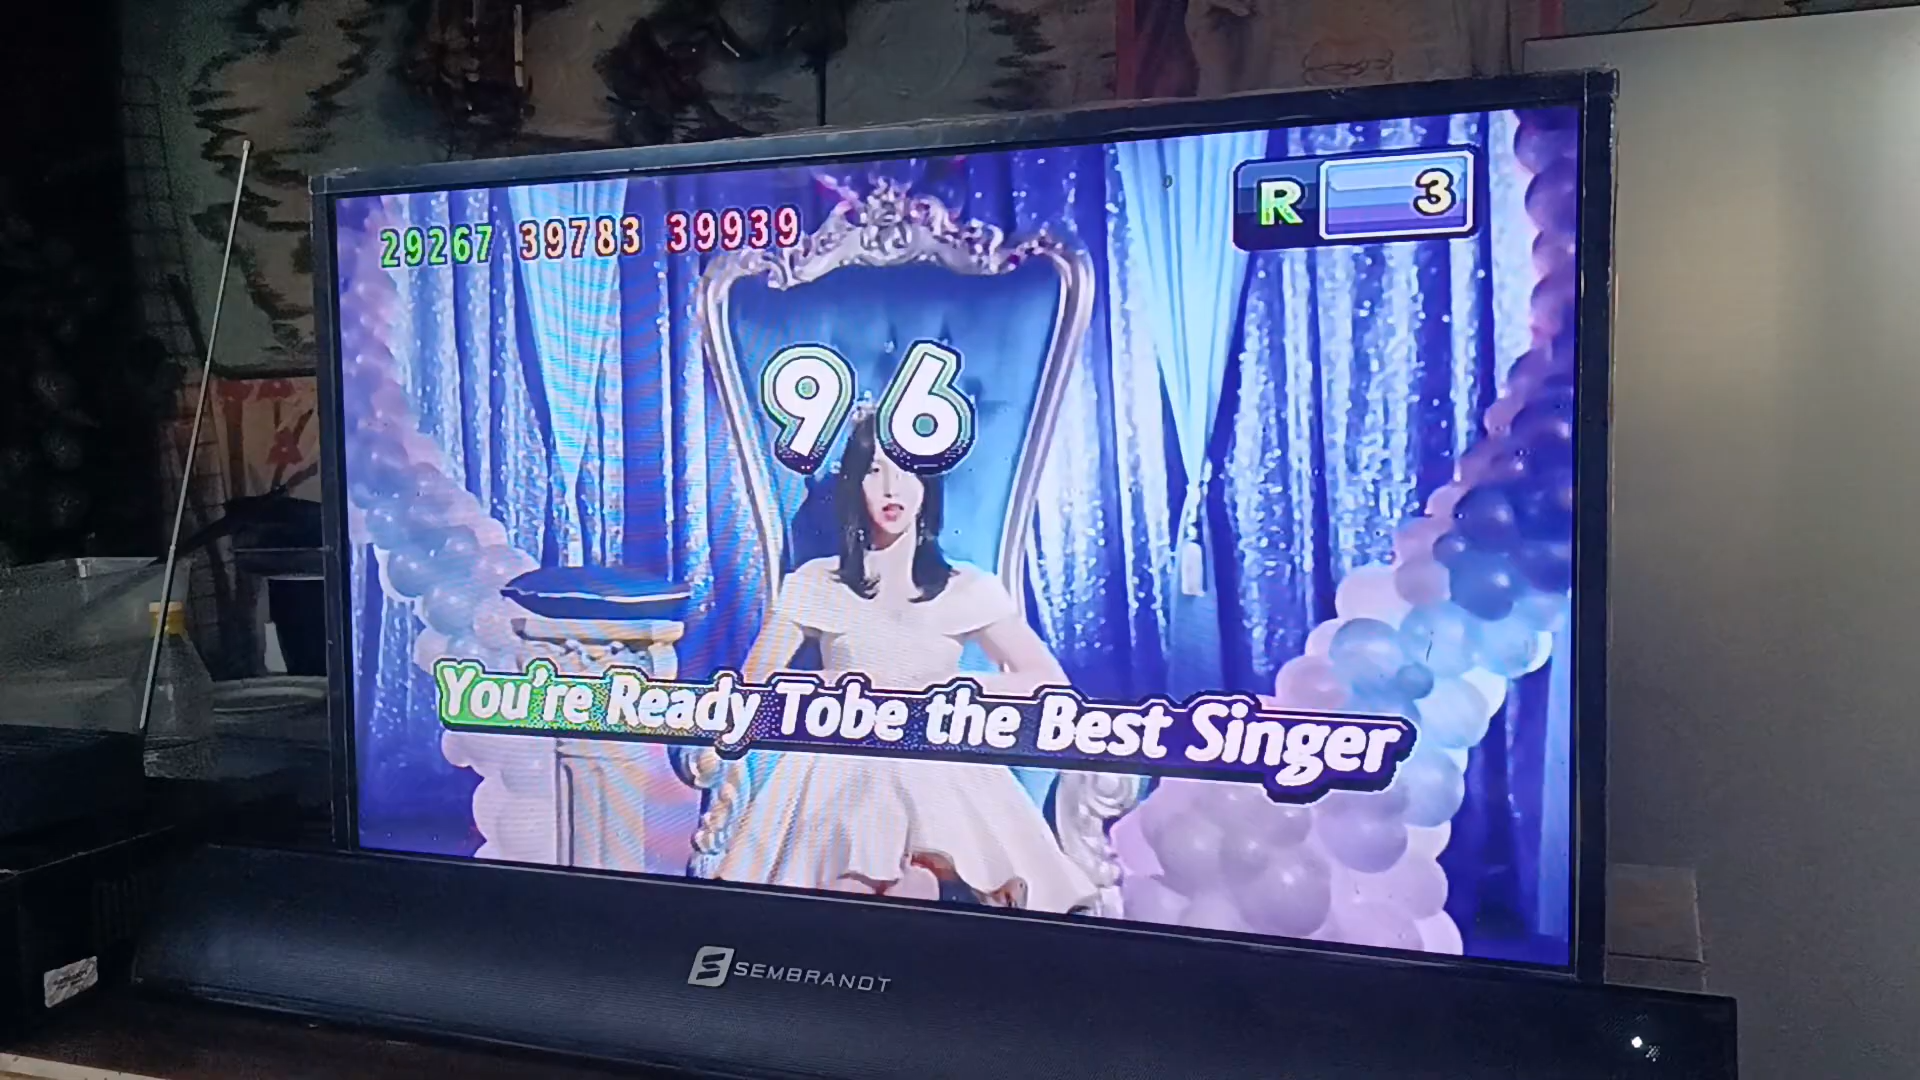 29267 39783 39939
R 3
96
You're Ready Tobe the Best Singer
SEMBRANDT